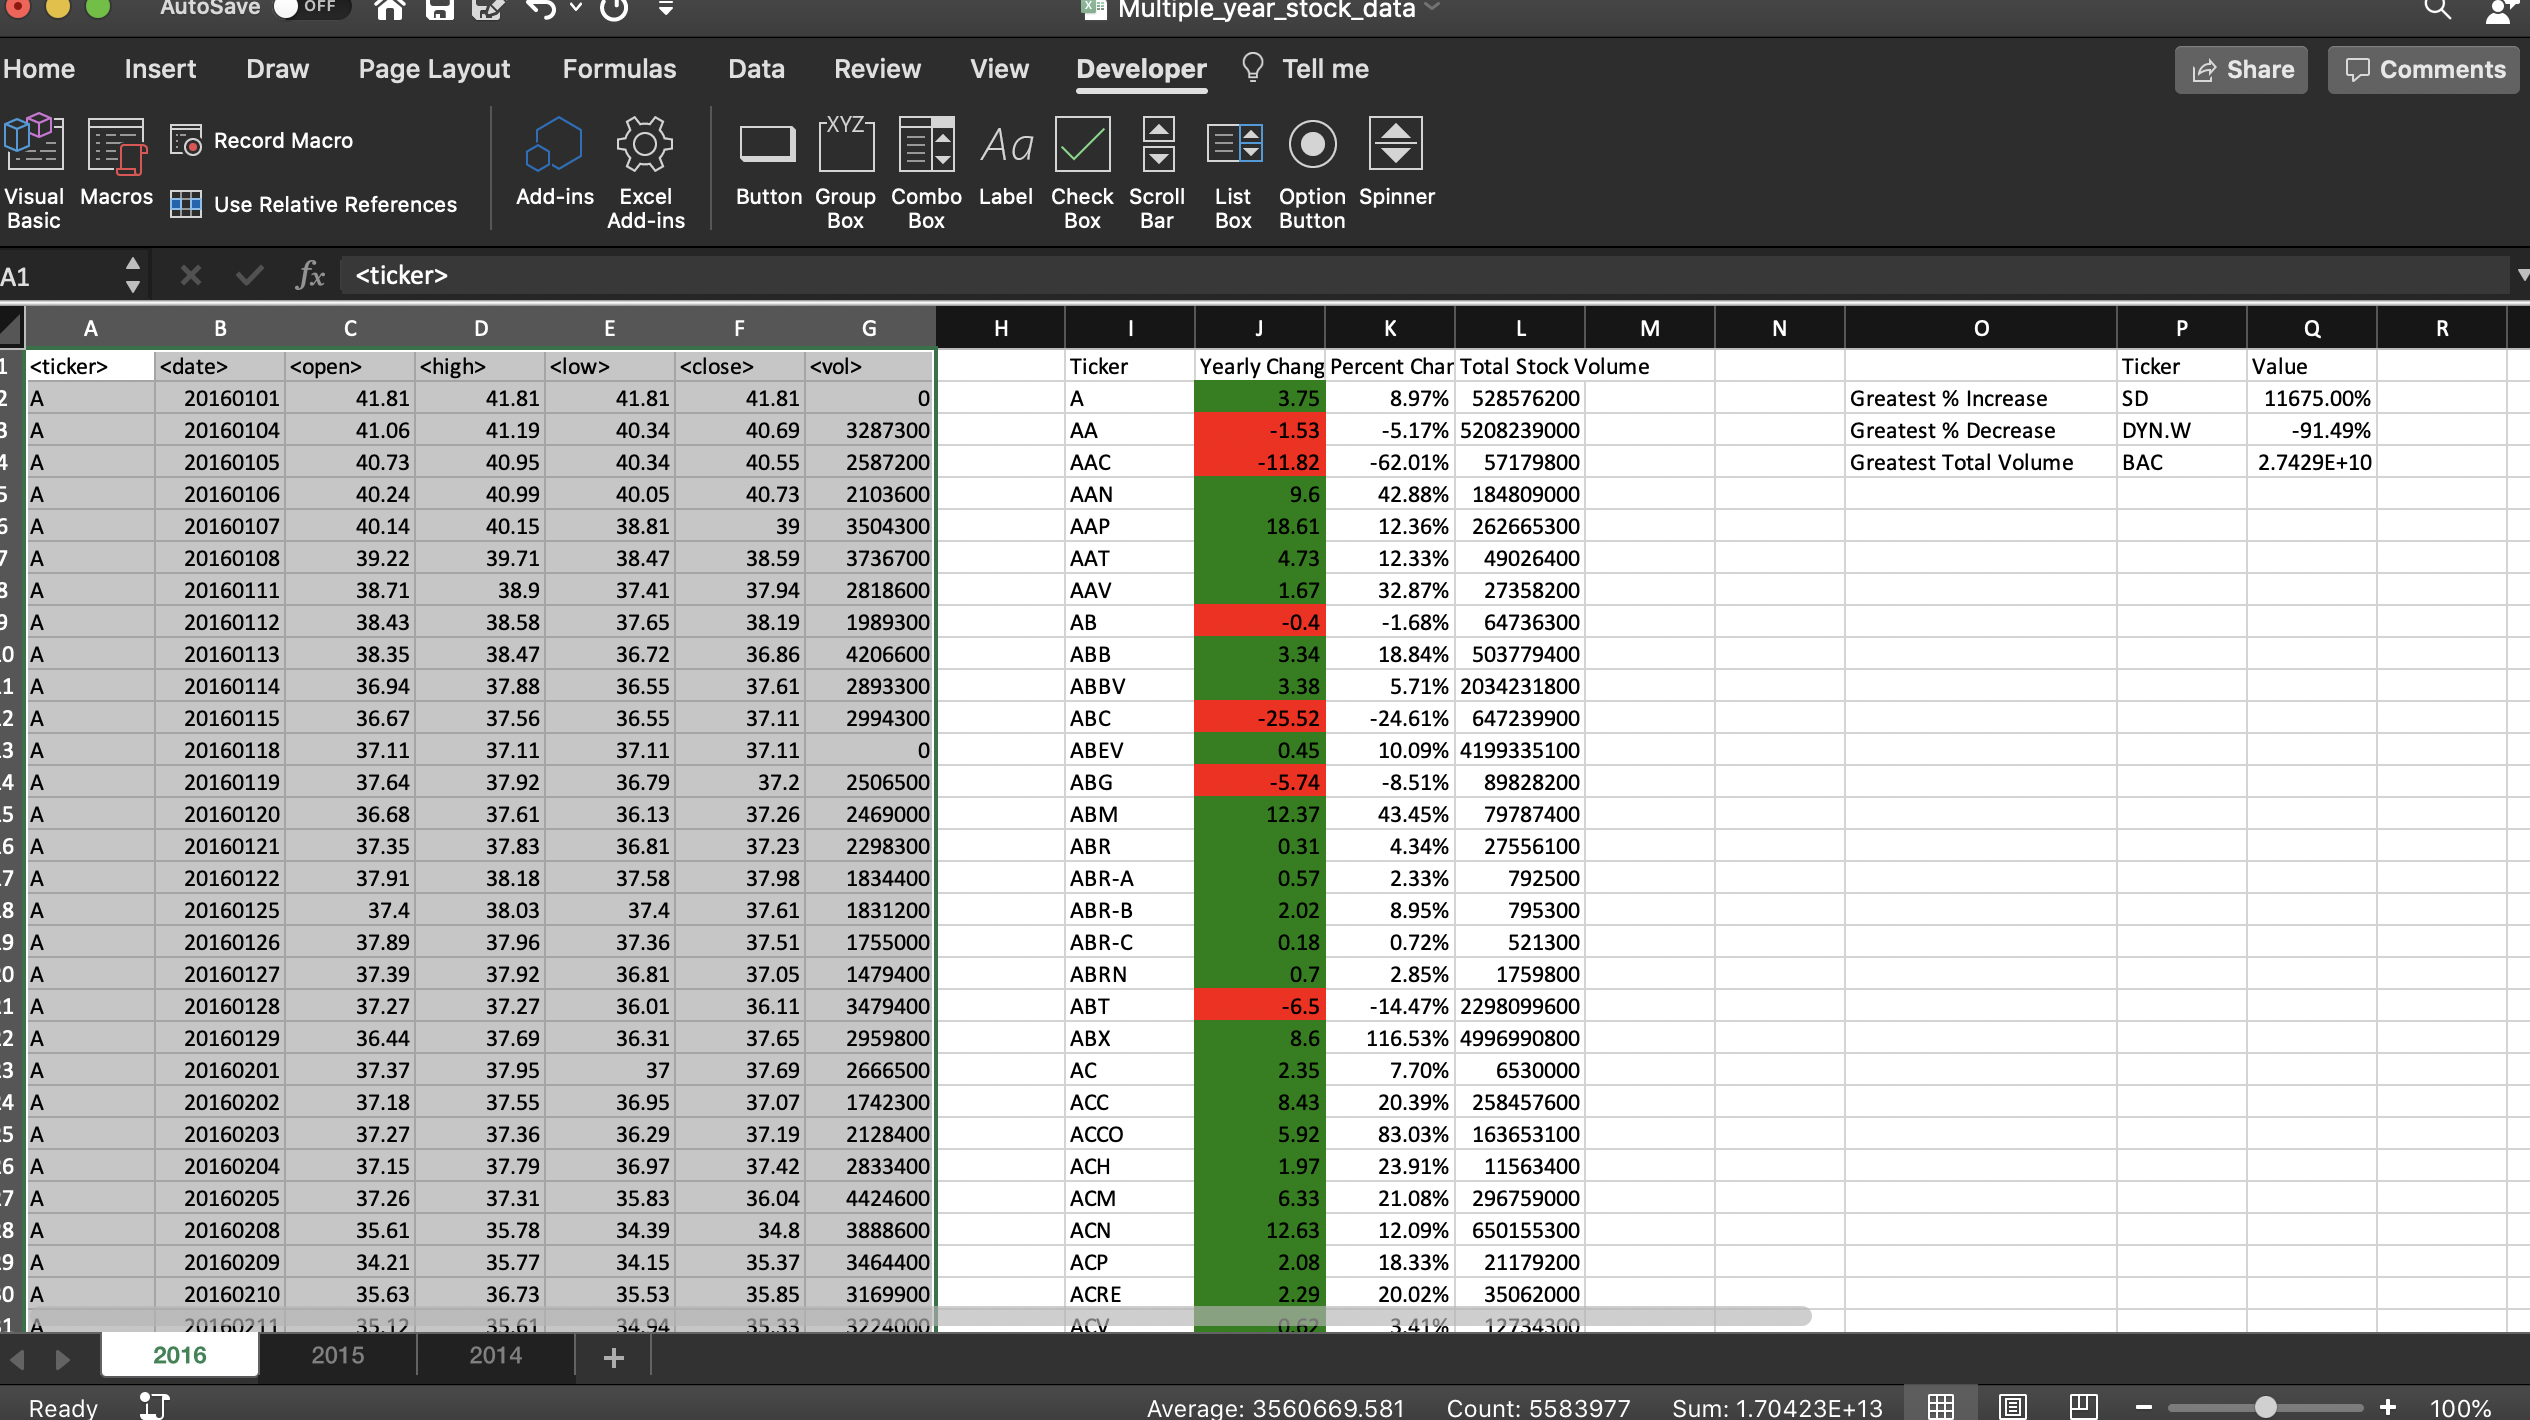 AutoSave OFF Multiple_year_stock_data
Home Insert Draw Page Layout Formulas Data Review View Developer Tell me Share Comments
Visual Basic Macros Record Macro Use Relative References Add-ins Excel Add-ins Button Group Box Combo Box Label Check Box Scroll Bar List Box Option Button Spinner
A1 fx <ticker>
A B C D E F G H I J K L M N O P Q R
1 <ticker> <date> <open> <high> <low> <close> <vol> Ticker Yearly Chang Percent Char Total Stock Volume Ticker Value
2 A 20160101 41.81 41.81 41.81 41.81 0 A 3.75 8.97% 528576200 Greatest % Increase SD 11675.00%
3 A 20160104 41.06 41.19 40.34 40.69 3287300 AA -1.53 -5.17% 5208239000 Greatest % Decrease DYN.W -91.49%
4 A 20160105 40.73 40.95 40.34 40.55 2587200 AAC -11.82 -62.01% 57179800 Greatest Total Volume BAC 2.7429E+10
5 A 20160106 40.24 40.99 40.05 40.73 2103600 AAN 9.6 42.88% 184809000
6 A 20160107 40.14 40.15 38.81 39 3504300 AAP 18.61 12.36% 262665300
7 A 20160108 39.22 39.71 38.47 38.59 3736700 AAT 4.73 12.33% 49026400
8 A 20160111 38.71 38.9 37.41 37.94 2818600 AAV 1.67 32.87% 27358200
9 A 20160112 38.43 38.58 37.65 38.19 1989300 AB -0.4 -1.68% 64736300
0 A 20160113 38.35 38.47 36.72 36.86 4206600 ABB 3.34 18.84% 503779400
1 A 20160114 36.94 37.88 36.55 37.61 2893300 ABBV 3.38 5.71% 2034231800
2 A 20160115 36.67 37.56 36.55 37.11 2994300 ABC -25.52 -24.61% 647239900
3 A 20160118 37.11 37.11 37.11 37.11 0 ABEV 0.45 10.09% 4199335100
4 A 20160119 37.64 37.92 36.79 37.2 2506500 ABG -5.74 -8.51% 89828200
5 A 20160120 36.68 37.61 36.13 37.26 2469000 ABM 12.37 43.45% 79787400
6 A 20160121 37.35 37.83 36.81 37.23 2298300 ABR 0.31 4.34% 27556100
7 A 20160122 37.91 38.18 37.58 37.98 1834400 ABR-A 0.57 2.33% 792500
8 A 20160125 37.4 38.03 37.4 37.61 1831200 ABR-B 2.02 8.95% 795300
9 A 20160126 37.89 37.96 37.36 37.51 1755000 ABR-C 0.18 0.72% 521300
0 A 20160127 37.39 37.92 36.81 37.05 1479400 ABRN 0.7 2.85% 1759800
1 A 20160128 37.27 37.27 36.01 36.11 3479400 ABT -6.5 -14.47% 2298099600
2 A 20160129 36.44 37.69 36.31 37.65 2959800 ABX 8.6 116.53% 4996990800
3 A 20160201 37.37 37.95 37 37.69 2666500 AC 2.35 7.70% 6530000
4 A 20160202 37.18 37.55 36.95 37.07 1742300 ACC 8.43 20.39% 258457600
5 A 20160203 37.27 37.36 36.29 37.19 2128400 ACCO 5.92 83.03% 163653100
6 A 20160204 37.15 37.79 36.97 37.42 2833400 ACH 1.97 23.91% 11563400
7 A 20160205 37.26 37.31 35.83 36.04 4424600 ACM 6.33 21.08% 296759000
8 A 20160208 35.61 35.78 34.39 34.8 3888600 ACN 12.63 12.09% 650155300
9 A 20160209 34.21 35.77 34.15 35.37 3464400 ACP 2.08 18.33% 21179200
0 A 20160210 35.63 36.73 35.53 35.85 3169900 ACRE 2.29 20.02% 35062000
1 A 20160211 35.12 35.61 34.94 35.33 3224000 ACV 0.62 3.41% 12734300
2016 2015 2014
Ready Average: 3560669.581 Count: 5583977 Sum: 1.70423E+13 100%